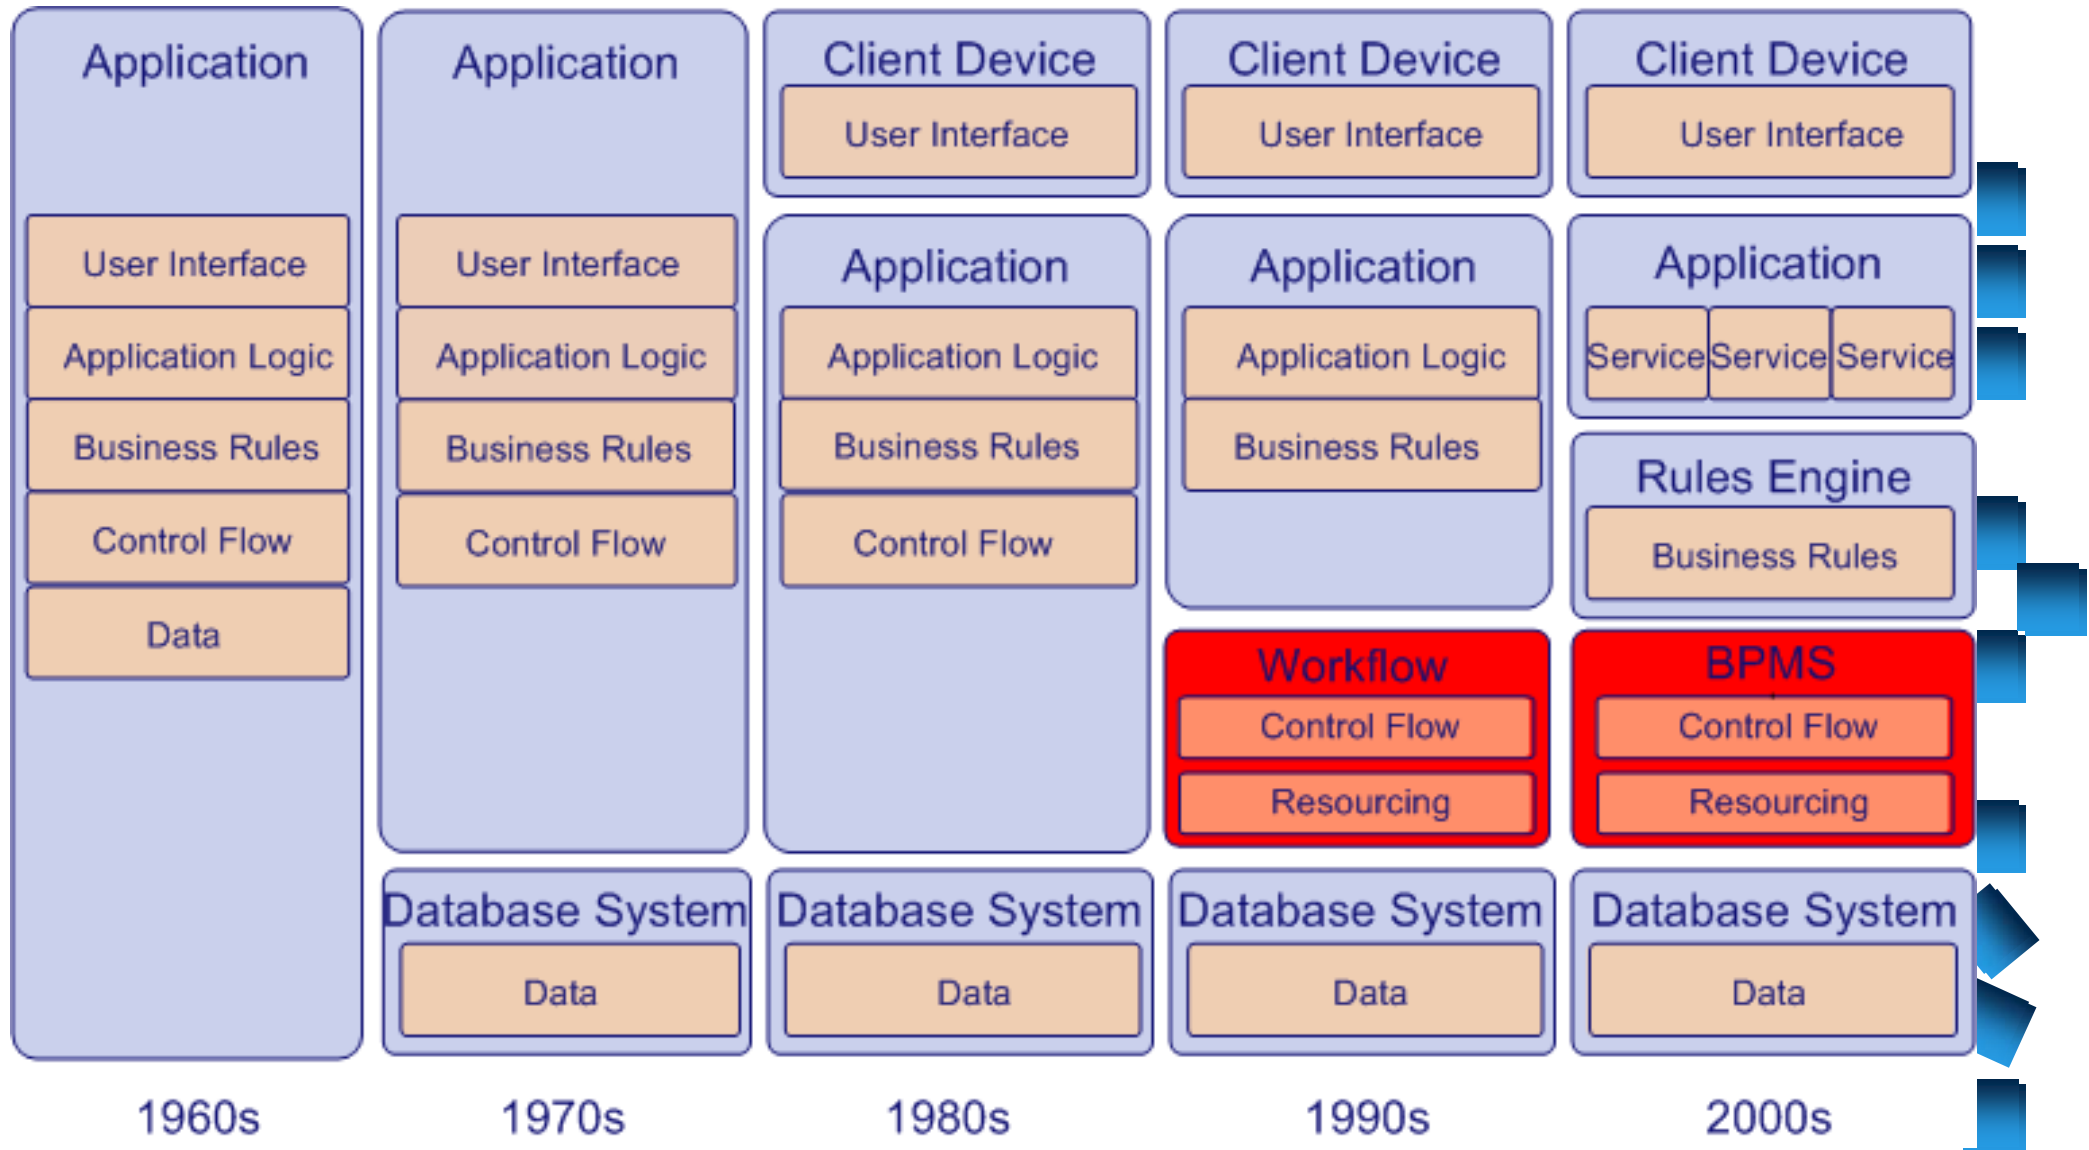 Application
User Interface
Application Logic
Business Rules
Control Flow
Data
1960s
Application
User Interface
Application Logic
Business Rules
Control Flow
Database System
Data
1970s
Client Device
User Interface
Application
Application Logic
Business Rules
Control Flow
Database System
Data
1980s
Client Device
User Interface
Application
Application Logic
Business Rules
Workflow
Control Flow
Resourcing
Database System
Data
1990s
Client Device
User Interface
Application
Service Service Service
Rules Engine
Business Rules
BPMS
Control Flow
Resourcing
Database System
Data
2000s